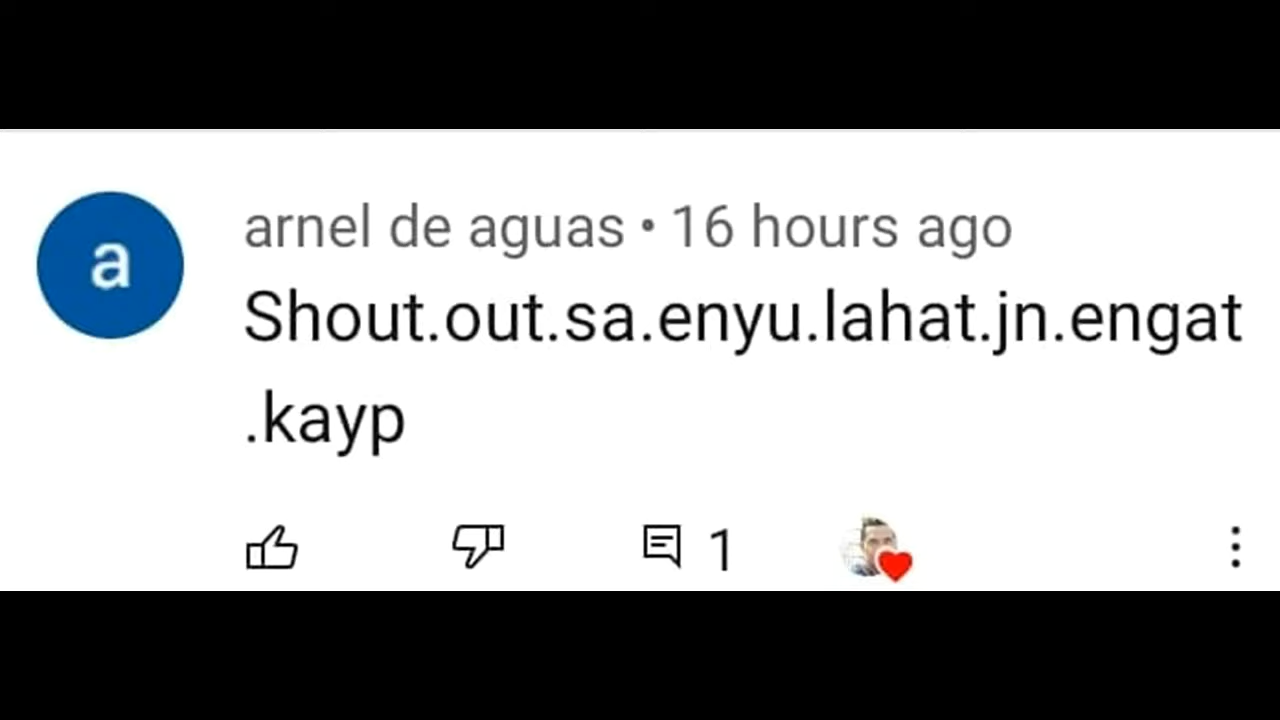 a
arnel de aguas • 16 hours ago
Shout.out.sa.enyu.lahat.jn.engat
.kayp
1